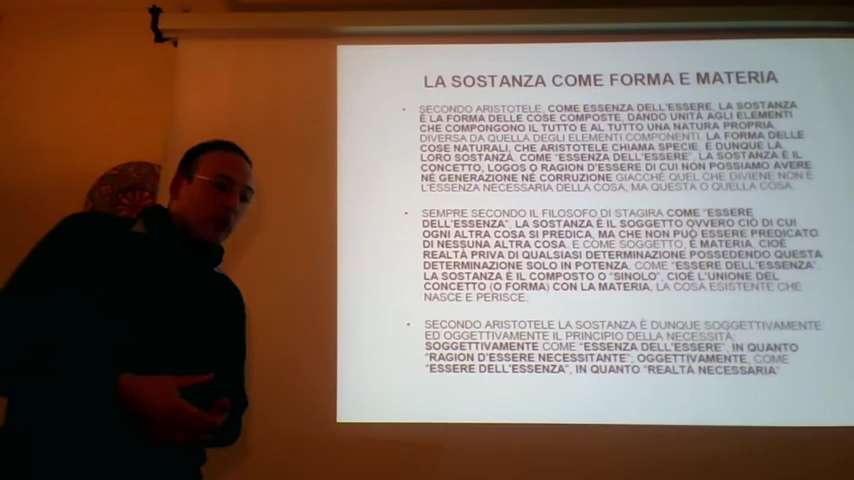 LA SOSTANZA COME FORMA E MATERIA
• SECONDO ARISTOTELE, COME ESSENZA DELL'ESSERE, LA SOSTANZA
È LA FORMA DELLE COSE COMPOSTE, DANDO UNITÀ AGLI ELEMENTI
CHE COMPONGONO IL TUTTO E AL TUTTO UNA NATURA PROPRIA,
DIVERSA DA QUELLA DEGLI ELEMENTI COMPONENTI. LA FORMA DELLE
COSE NATURALI, CHE ARISTOTELE CHIAMA SPECIE, È DUNQUE LA
LORO SOSTANZA. COME "ESSENZA DELL'ESSERE", LA SOSTANZA È IL
CONCETTO, LOGOS O RAGION D'ESSERE DI CUI NON POSSIAMO AVERE
NÉ GENERAZIONE NÉ CORRUZIONE GIACCHÉ QUEL CHE DIVIENE NON È
L'ESSENZA NECESSARIA DELLA COSA, MA QUESTA O QUELLA COSA.
• SEMPRE SECONDO IL FILOSOFO DI STAGIRA COME "ESSERE
DELL'ESSENZA", LA SOSTANZA È IL SOGGETTO OVVERO CIÒ DI CUI
OGNI ALTRA COSA SI PREDICA, MA CHE NON PUÒ ESSERE PREDICATO
DI NESSUNA ALTRA COSA. E COME SOGGETTO, È MATERIA, CIOÈ
REALTÀ PRIVA DI QUALSIASI DETERMINAZIONE POSSEDENDO QUESTA
DETERMINAZIONE SOLO IN POTENZA. COME "ESSERE DELL'ESSENZA",
LA SOSTANZA È IL COMPOSTO O "SINOLO", CIOÈ L'UNIONE DEL
CONCETTO (O FORMA) CON LA MATERIA, LA COSA ESISTENTE CHE
NASCE E PERISCE.
• SECONDO ARISTOTELE LA SOSTANZA È DUNQUE SOGGETTIVAMENTE
ED OGGETTIVAMENTE IL PRINCIPIO DELLA NECESSITÀ:
SOGGETTIVAMENTE COME "ESSENZA DELL'ESSERE", IN QUANTO
"RAGION D'ESSERE NECESSITANTE", OGGETTIVAMENTE, COME
"ESSERE DELL'ESSENZA", IN QUANTO "REALTÀ NECESSARIA"